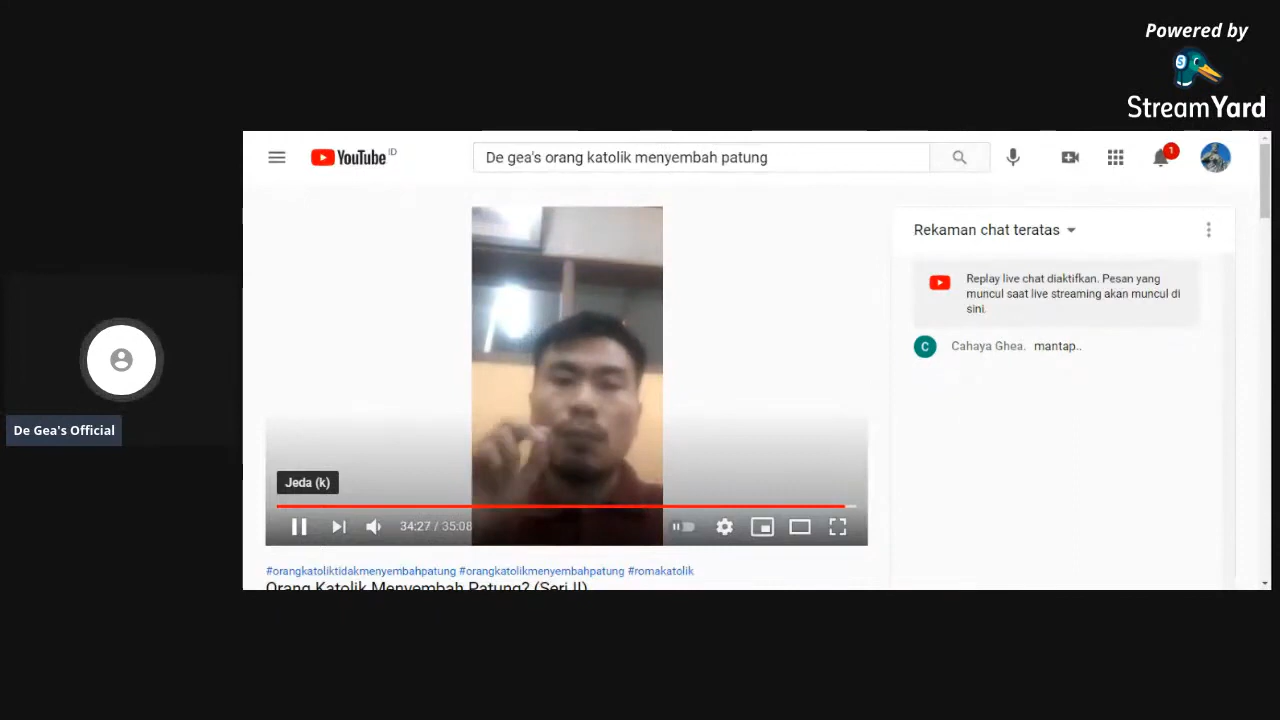 Powered by
StreamYard
YouTube ID
De gea's orang katolik menyembah patung
1
Rekaman chat teratas
Replay live chat diaktifkan. Pesan yang
muncul saat live streaming akan muncul di
sini.
C Cahaya Ghea. mantap..
De Gea's Official
Jeda (k)
34:27 / 35:08
#orangkatoliktidakmenyembahpatung #orangkatolikmenyembahpatung #romakatolik
Orang Katolik Menyembah Patung? (Seri II)